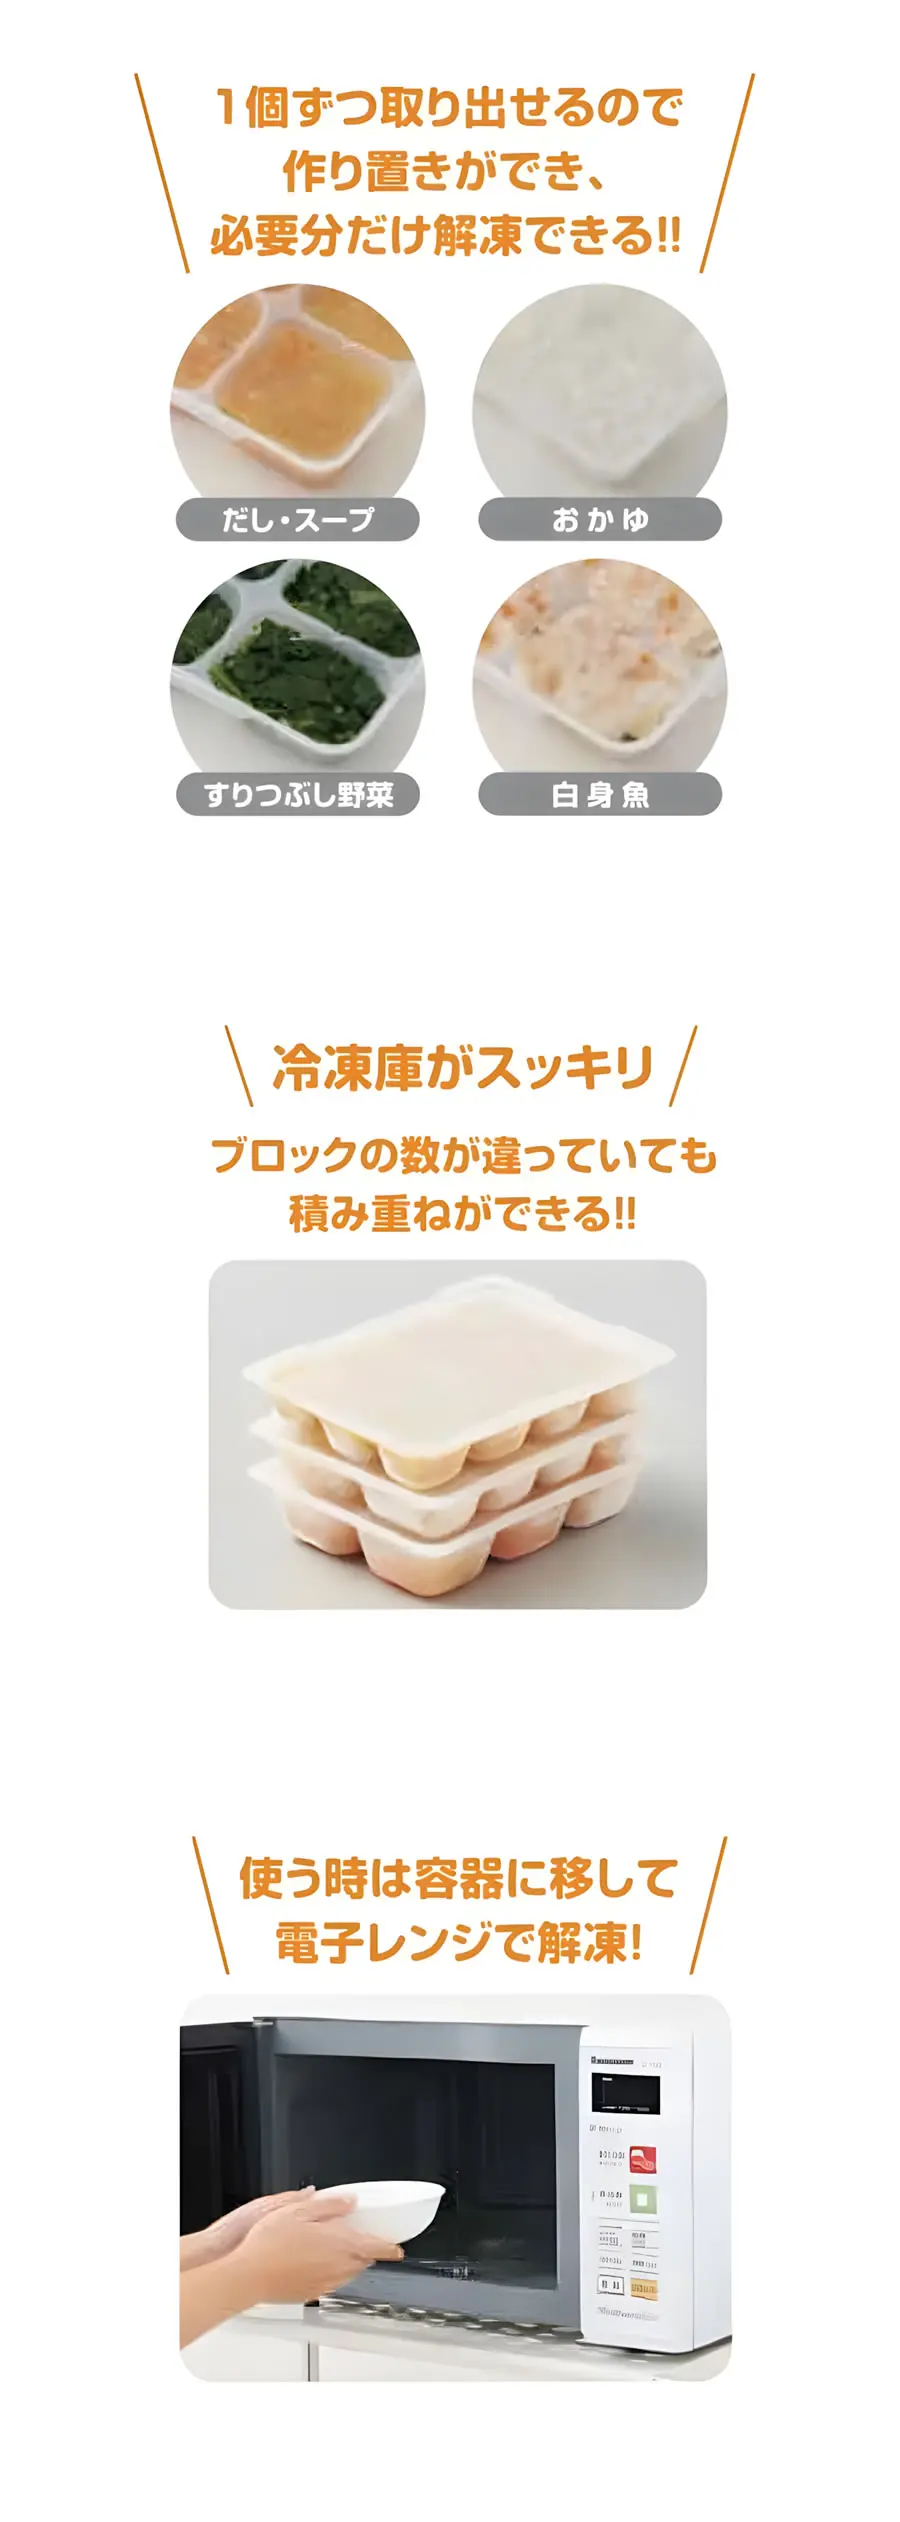 1個ずつ取り出せるので
作り置きができ、
必要分だけ解凍できる!!
だし・スープ
おかゆ
すりつぶし野菜
白身魚
冷凍庫がスッキリ
ブロックの数が違っていても
積み重ねができる!!
使う時は容器に移して
電子レンジで解凍!